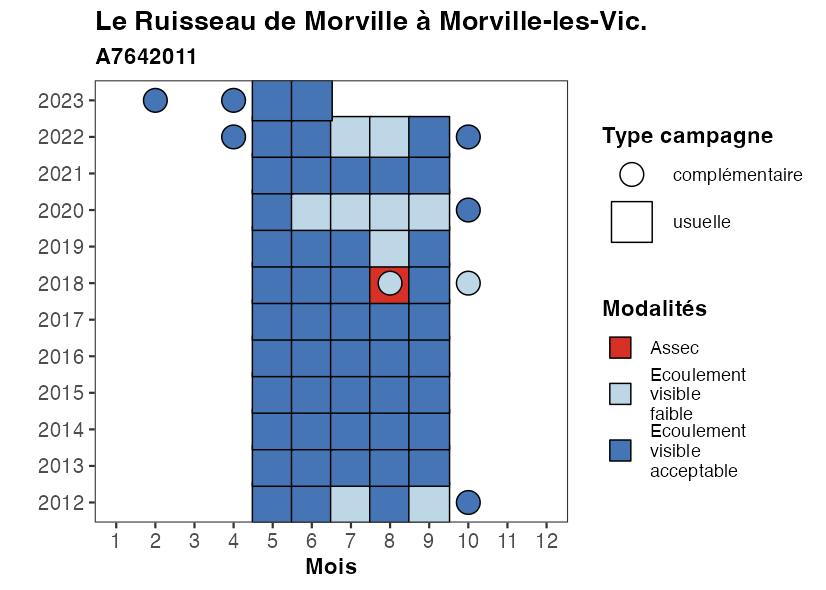 Le Ruisseau de Morville à Morville-les-Vic.
A7642011
2023
2022
2021
2020
2019
2018
2017
2016
2015
2014
2013
2012
1 2 3 4 5 6 7 8 9 10 11 12
Mois
Type campagne
complémentaire
usuelle
Modalités
Assec
Ecoulement
visible
faible
Ecoulement
visible
acceptable